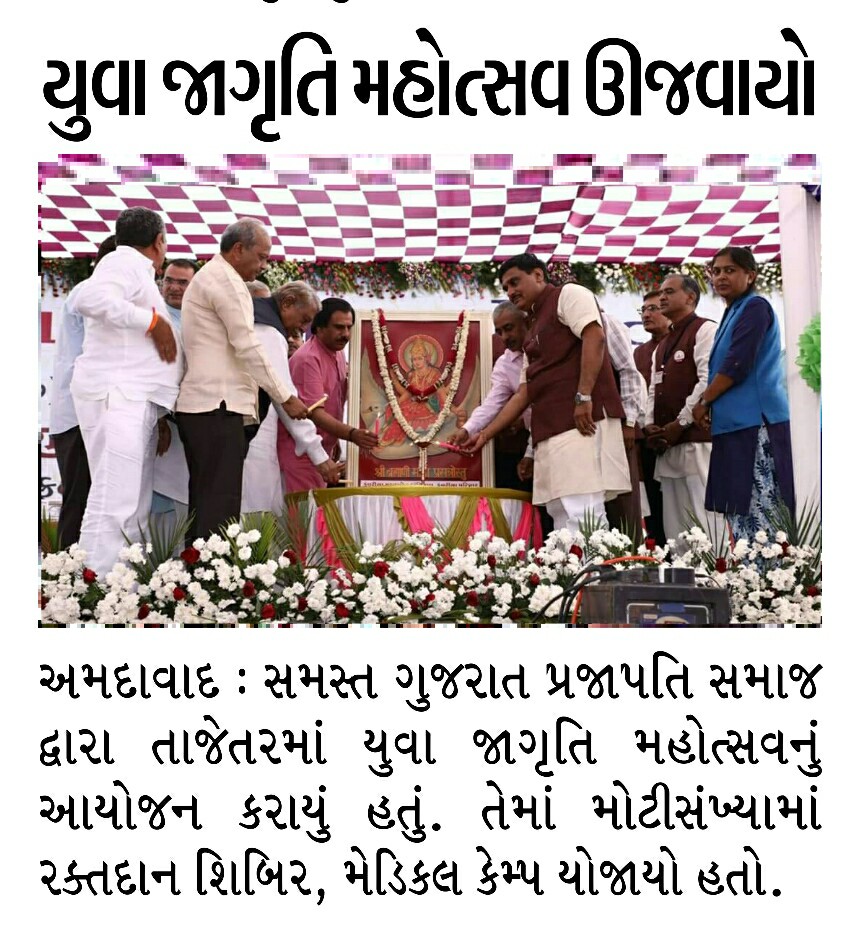 યુવા જાગૃતિ મહોત્સવ ઊજવાયો
શ્રી બ્રહ્માણી
અમદાવાદ : સમસ્ત ગુજરાત પ્રજાપતિ સમાજ
દ્વારા તાજેતરમાં યુવા જાગૃતિ મહોત્સવનું
આયોજન કરાયું હતું. તેમાં મોટીસંખ્યામાં
રક્તદાન શિબિર, મેડિકલ કેમ્પ યોજાયો હતો.